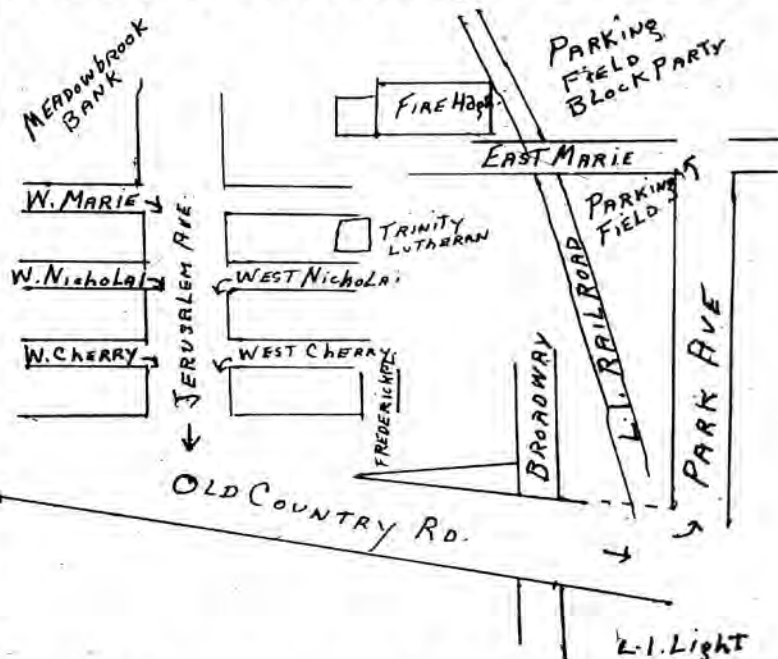 MEADOWBROOK
BANK
PARKING
FIELD
BLOCK PARTY
FIRE
EAST MARIE
W. MARIE
PARKING
FIELD
TRINITY
LUTHERAN
JERUSALEM AVE.
W. NICHOLAI
WEST NICHOLAI
L.I. RAILROAD
W. CHERRY
WEST CHERRY
FREDERICK PL
BROADWAY
PARK AVE
OLD COUNTRY RD.
L.I. Light